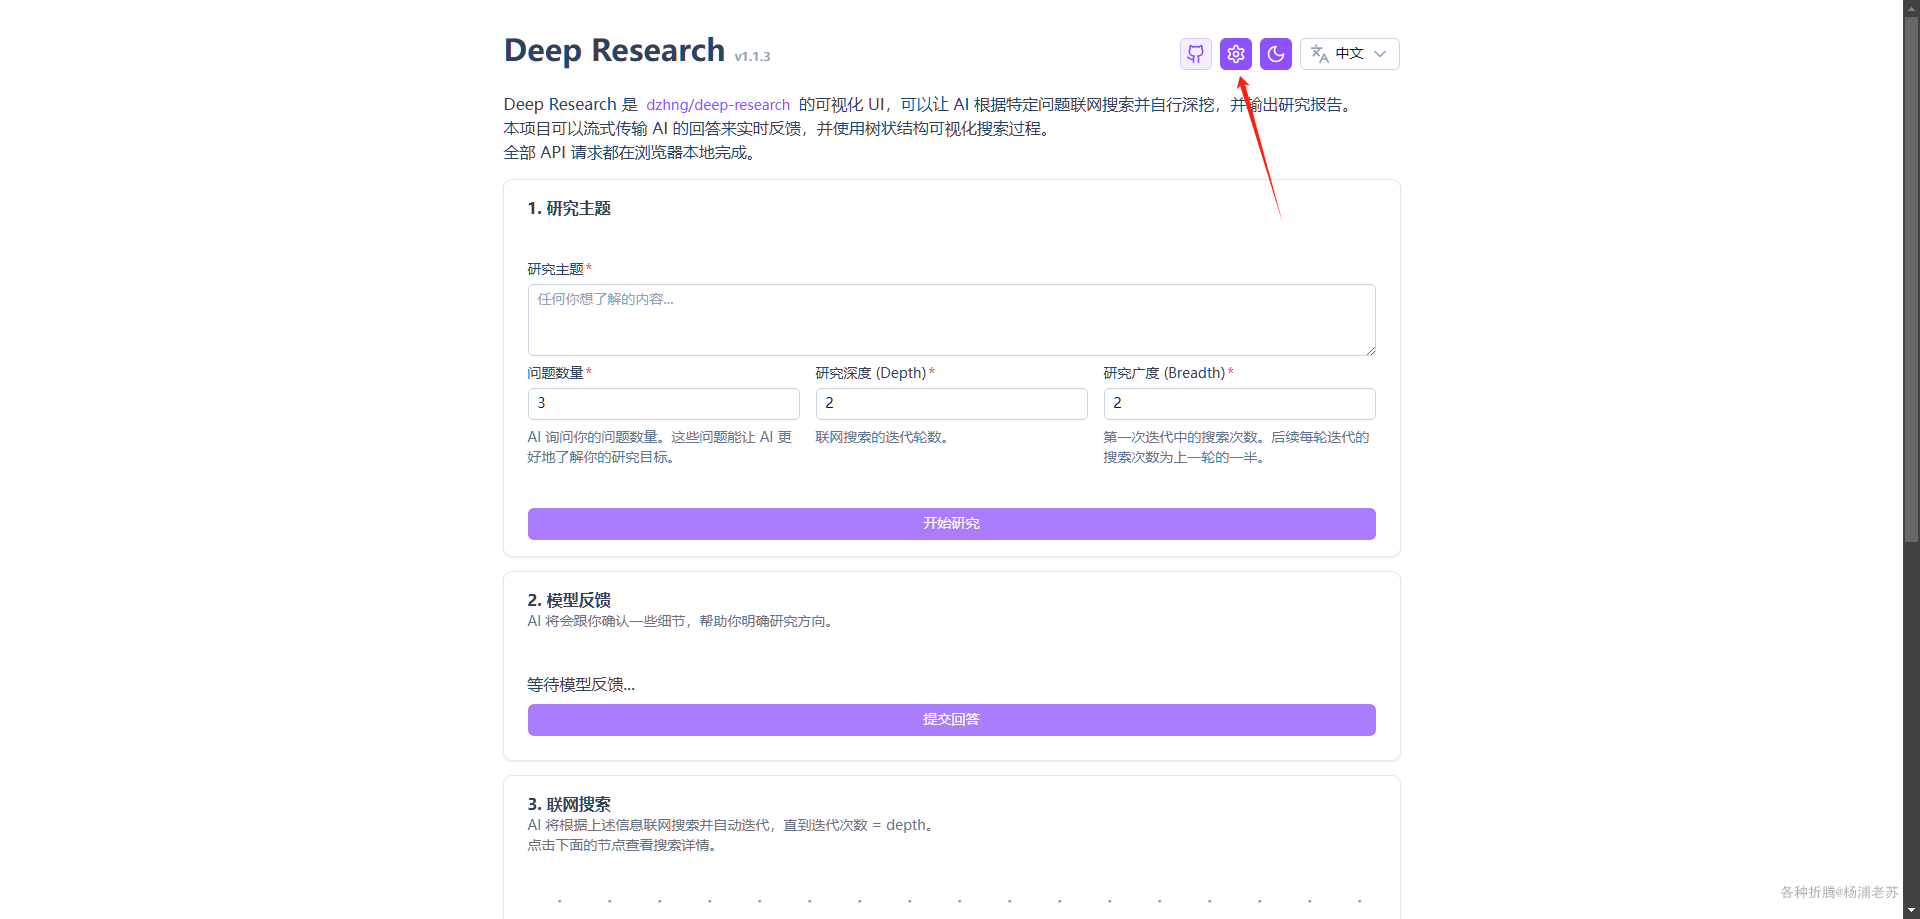 Deep Research v1.1.3
中文
Deep Research 是 dzhng/deep-research 的可视化 UI，可以让 AI 根据特定问题联网搜索并自行深挖，并输出研究报告。
本项目可以流式传输 AI 的回答来实时反馈，并使用树状结构可视化搜索过程。
全部 API 请求都在浏览器本地完成。
1. 研究主题
研究主题*
任何你想了解的内容...
问题数量* 研究深度 (Depth)* 研究广度 (Breadth)*
3 2 2
AI 询问你的问题数量。这些问题能让 AI 更 联网搜索的迭代轮数。 第一次迭代中的搜索次数。后续每轮迭代的
好地了解你的研究目标。 搜索次数为上一轮的一半。
开始研究
2. 模型反馈
AI 将会跟你确认一些细节，帮助你明确研究方向。
等待模型反馈...
提交回答
3. 联网搜索
AI 将根据上述信息联网搜索并自动迭代，直到迭代次数 = depth。
点击下面的节点查看搜索详情。
各种折腾@杨浦老苏